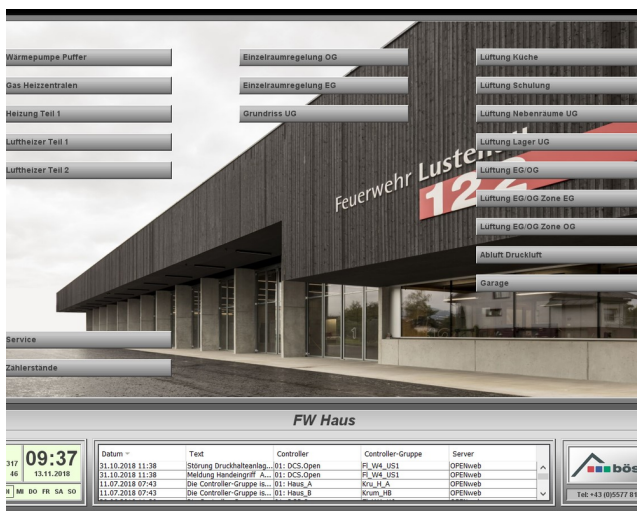 Wärmepumpe Puffer
Gas Heizzentralen
Heizung Teil 1
Luftheizer Teil 1
Luftheizer Teil 2
Service
Zählerstände
Einzelraumregelung OG
Einzelraumregelung EG
Grundriss UG
Lüftung Küche
Lüftung Schulung
Lüftung Nebenräume UG
Lüftung Lager UG
Lüftung EG/OG
Lüftung EG/OG Zone EG
Lüftung EG/OG Zone OG
Abluft Druckluft
Garage
Feuerwehr Lustenau
FW Haus
317
46
09:37
13.11.2018
DI MI DO FR SA SO
Datum Text Controller Controller-Gruppe Server
31.10.2018 11:38 Störung Druckhalteanlag... 01: DCS.Open FI_W4_US1 OPENweb
31.10.2018 11:38 Meldung Handeingriff A... 01: DCS.Open FI_W4_US1 OPENweb
11.07.2018 07:43 Die Controller-Gruppe is... 01: Haus_A Kru_H_A OPENweb
11.07.2018 07:43 Die Controller-Gruppe is... 01: Haus_B Krum_HB OPENweb
bös
Tel: +43 (0)5577 81